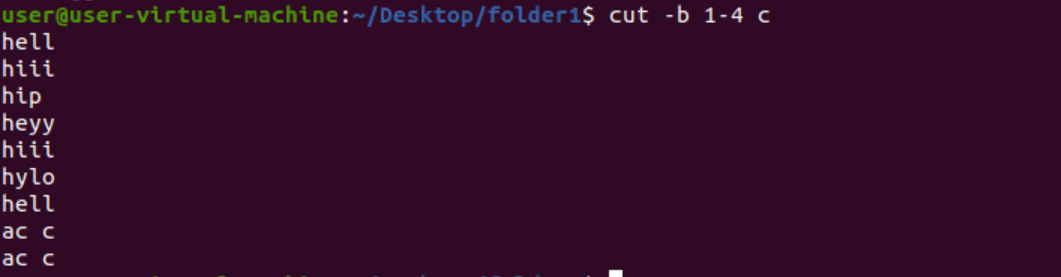 user@user-virtual-machine:~/Desktop/folder1$ cut -b 1-4 c
hell
hiii
hip
heyy
hiii
hylo
hell
ac c
ac c